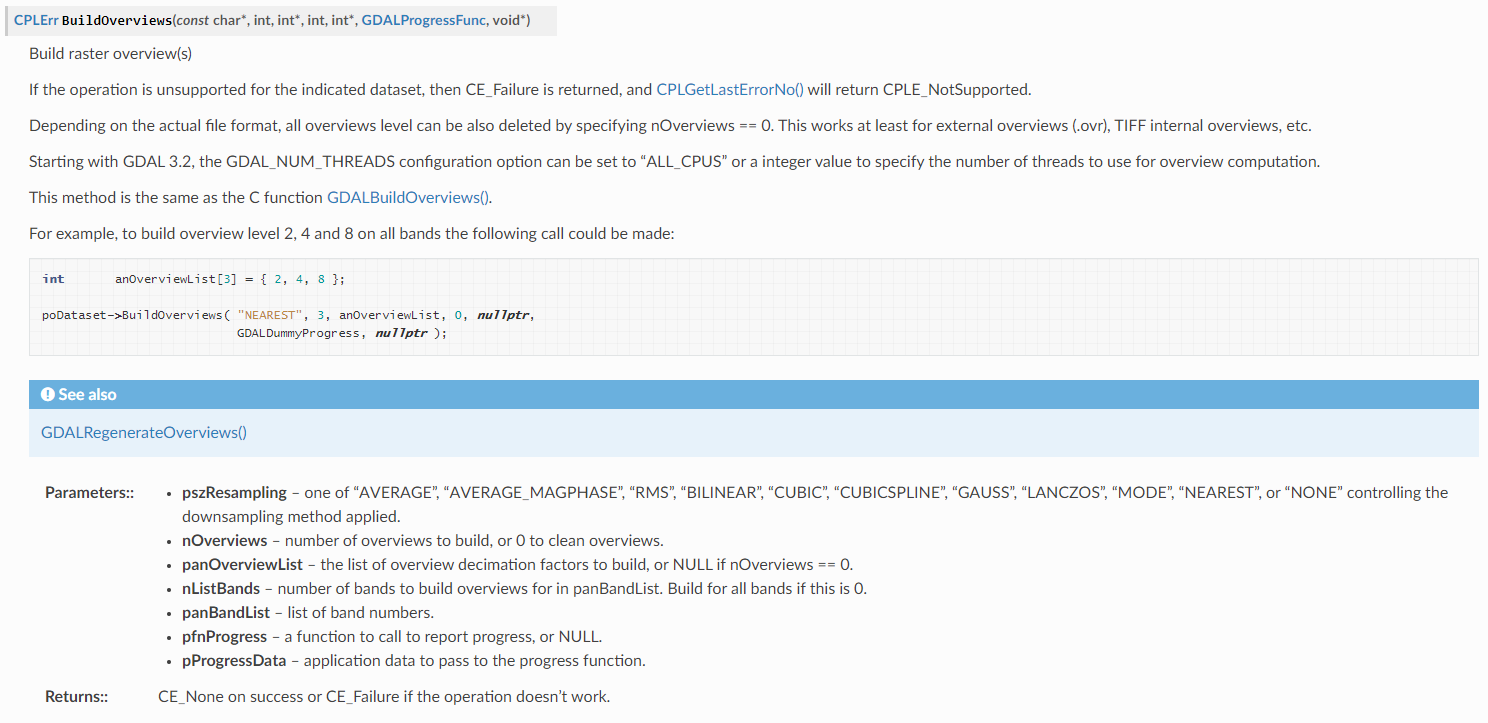 CPLErr BuildOverviews(const char*, int, int*, int, int*, GDALProgressFunc, void*)
Build raster overview(s)
If the operation is unsupported for the indicated dataset, then CE_Failure is returned, and CPLGetLastErrorNo() will return CPLE_NotSupported.
Depending on the actual file format, all overviews level can be also deleted by specifying nOverviews == 0. This works at least for external overviews (.ovr), TIFF internal overviews, etc.
Starting with GDAL 3.2, the GDAL_NUM_THREADS configuration option can be set to “ALL_CPUS” or a integer value to specify the number of threads to use for overview computation.
This method is the same as the C function GDALBuildOverviews().
For example, to build overview level 2, 4 and 8 on all bands the following call could be made:
int       anOverviewList[3] = { 2, 4, 8 };
poDataset->BuildOverviews( "NEAREST", 3, anOverviewList, 0, nullptr,
                           GDALDummyProgress, nullptr );
See also
GDALRegenerateOverviews()
Parameters:: • pszResampling – one of “AVERAGE”, “AVERAGE_MAGPHASE”, “RMS”, “BILINEAR”, “CUBIC”, “CUBICSPLINE”, “GAUSS”, “LANCZOS”, “MODE”, “NEAREST”, or “NONE” controlling the
downsampling method applied.
• nOverviews – number of overviews to build, or 0 to clean overviews.
• panOverviewList – the list of overview decimation factors to build, or NULL if nOverviews == 0.
• nListBands – number of bands to build overviews for in panBandList. Build for all bands if this is 0.
• panBandList – list of band numbers.
• pfnProgress – a function to call to report progress, or NULL.
• pProgressData – application data to pass to the progress function.
Returns:: CE_None on success or CE_Failure if the operation doesn’t work.